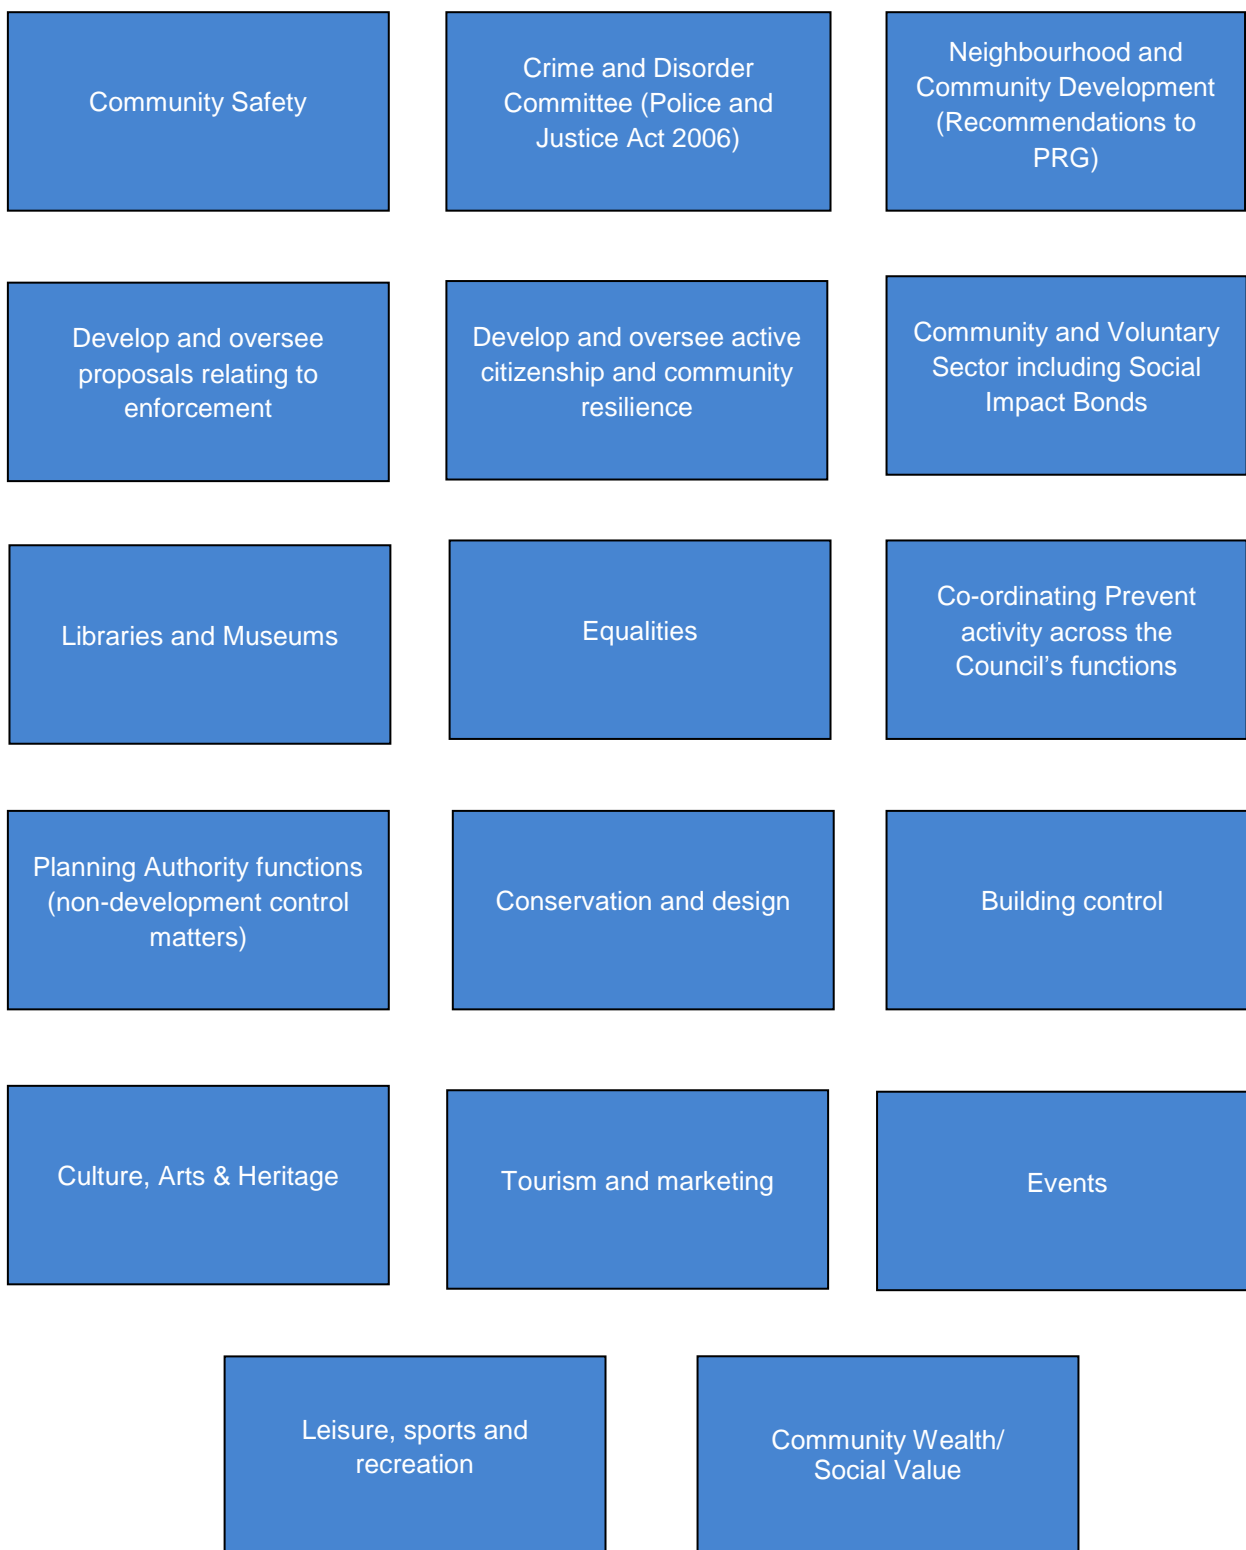 Community Safety
Crime and Disorder
Committee (Police and
Justice Act 2006)
Neighbourhood and
Community Development
(Recommendations to
PRG)
Develop and oversee
proposals relating to
enforcement
Develop and oversee active
citizenship and community
resilience
Community and Voluntary
Sector including Social
Impact Bonds
Libraries and Museums
Equalities
Co-ordinating Prevent
activity across the
Council’s functions
Planning Authority functions
(non-development control
matters)
Conservation and design
Building control
Culture, Arts & Heritage
Tourism and marketing
Events
Leisure, sports and
recreation
Community Wealth/
Social Value